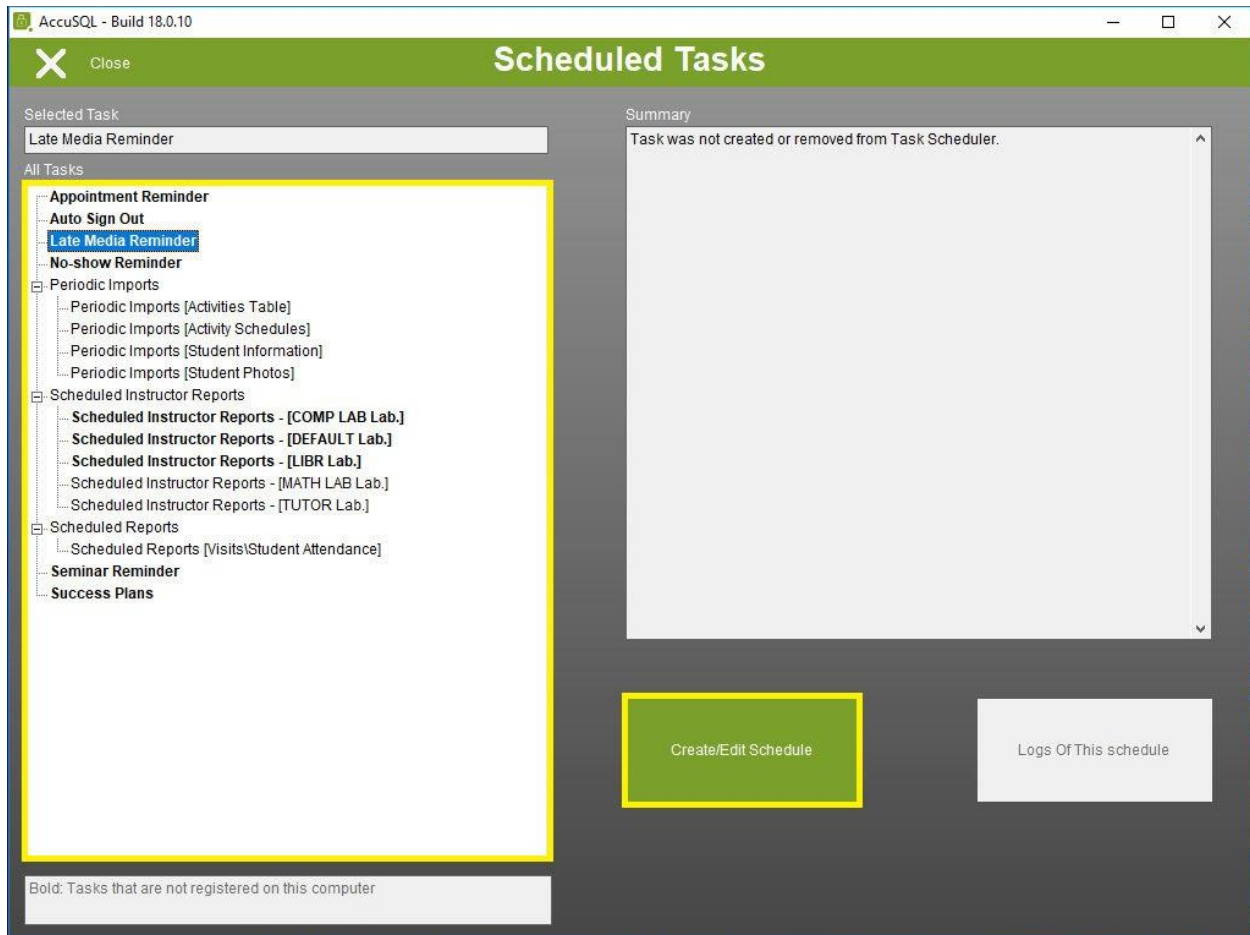 AccuSQL - Build 18.0.10
Close
Scheduled Tasks
Selected Task
Late Media Reminder
All Tasks
Appointment Reminder
Auto Sign Out
Late Media Reminder
No-show Reminder
Periodic Imports
Periodic Imports [Activities Table]
Periodic Imports [Activity Schedules]
Periodic Imports [Student Information]
Periodic Imports [Student Photos]
Scheduled Instructor Reports
Scheduled Instructor Reports - [COMP LAB Lab.]
Scheduled Instructor Reports - [DEFAULT Lab.]
Scheduled Instructor Reports - [LIBR Lab.]
Scheduled Instructor Reports - [MATH LAB Lab.]
Scheduled Instructor Reports - [TUTOR Lab.]
Scheduled Reports
Scheduled Reports [Visits\Student Attendance]
Seminar Reminder
Success Plans
Bold: Tasks that are not registered on this computer
Summary
Task was not created or removed from Task Scheduler.
Create/Edit Schedule
Logs Of This schedule